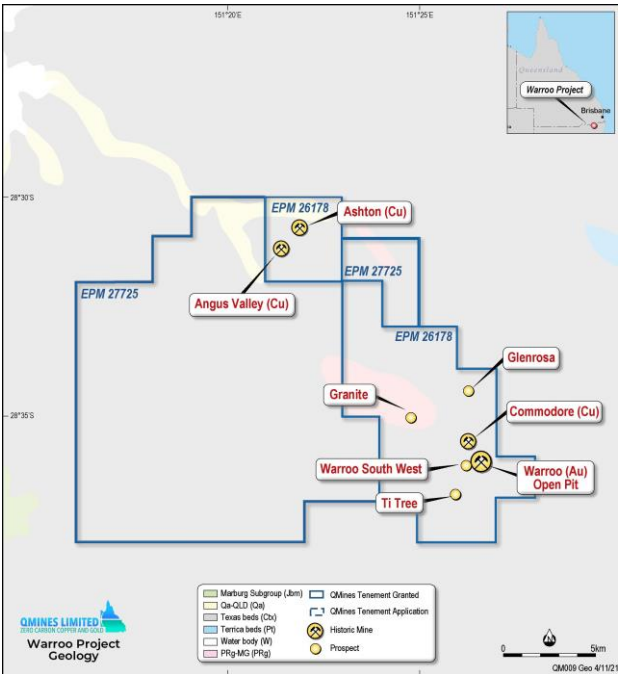 151°20'E
151°25'E
Queensland
Warroo Project
Brisbane
28°30'S
EPM 26178
Ashton (Cu)
EPM 27725
EPM 27725
Angus Valley (Cu)
EPM 26178
Glenrosa
Granite
28°35'S
Commodore (Cu)
Warroo South West
Warroo (Au)
Open Pit
Ti Tree
Marburg Subgroup (Jbm)
Qa-QLD (Qa)
Texas beds (Ctx)
Terrica beds (Pt)
Water body (W)
PRg-MG (PRg)
QMines Tenement Granted
QMines Tenement Application
Historic Mine
Prospect
QMINES LIMITED
ZERO CARBON COPPER AND GOLD
Warroo Project
Geology
0 5km
QM009 Geo 4/11/21